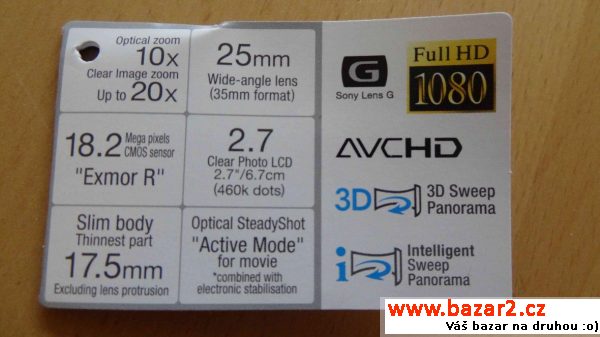 Optical zoom
10x
Clear Image zoom
Up to 20x
25mm
Wide-angle lens
(35mm format)
18.2 Mega pixels
CMOS sensor
"Exmor R"
2.7
Clear Photo LCD
2.7"/6.7cm
(460k dots)
Slim body
Thinnest part
17.5mm
Excluding lens protrusion
Optical SteadyShot
"Active Mode"
for movie
*combined with
electronic stabilisation
G
Sony Lens G
Full HD
1080
AVCHD
3D
3D Sweep
Panorama
i
Intelligent
Sweep
Panorama
www.bazar2.cz
Váš bazar na druhou :o)